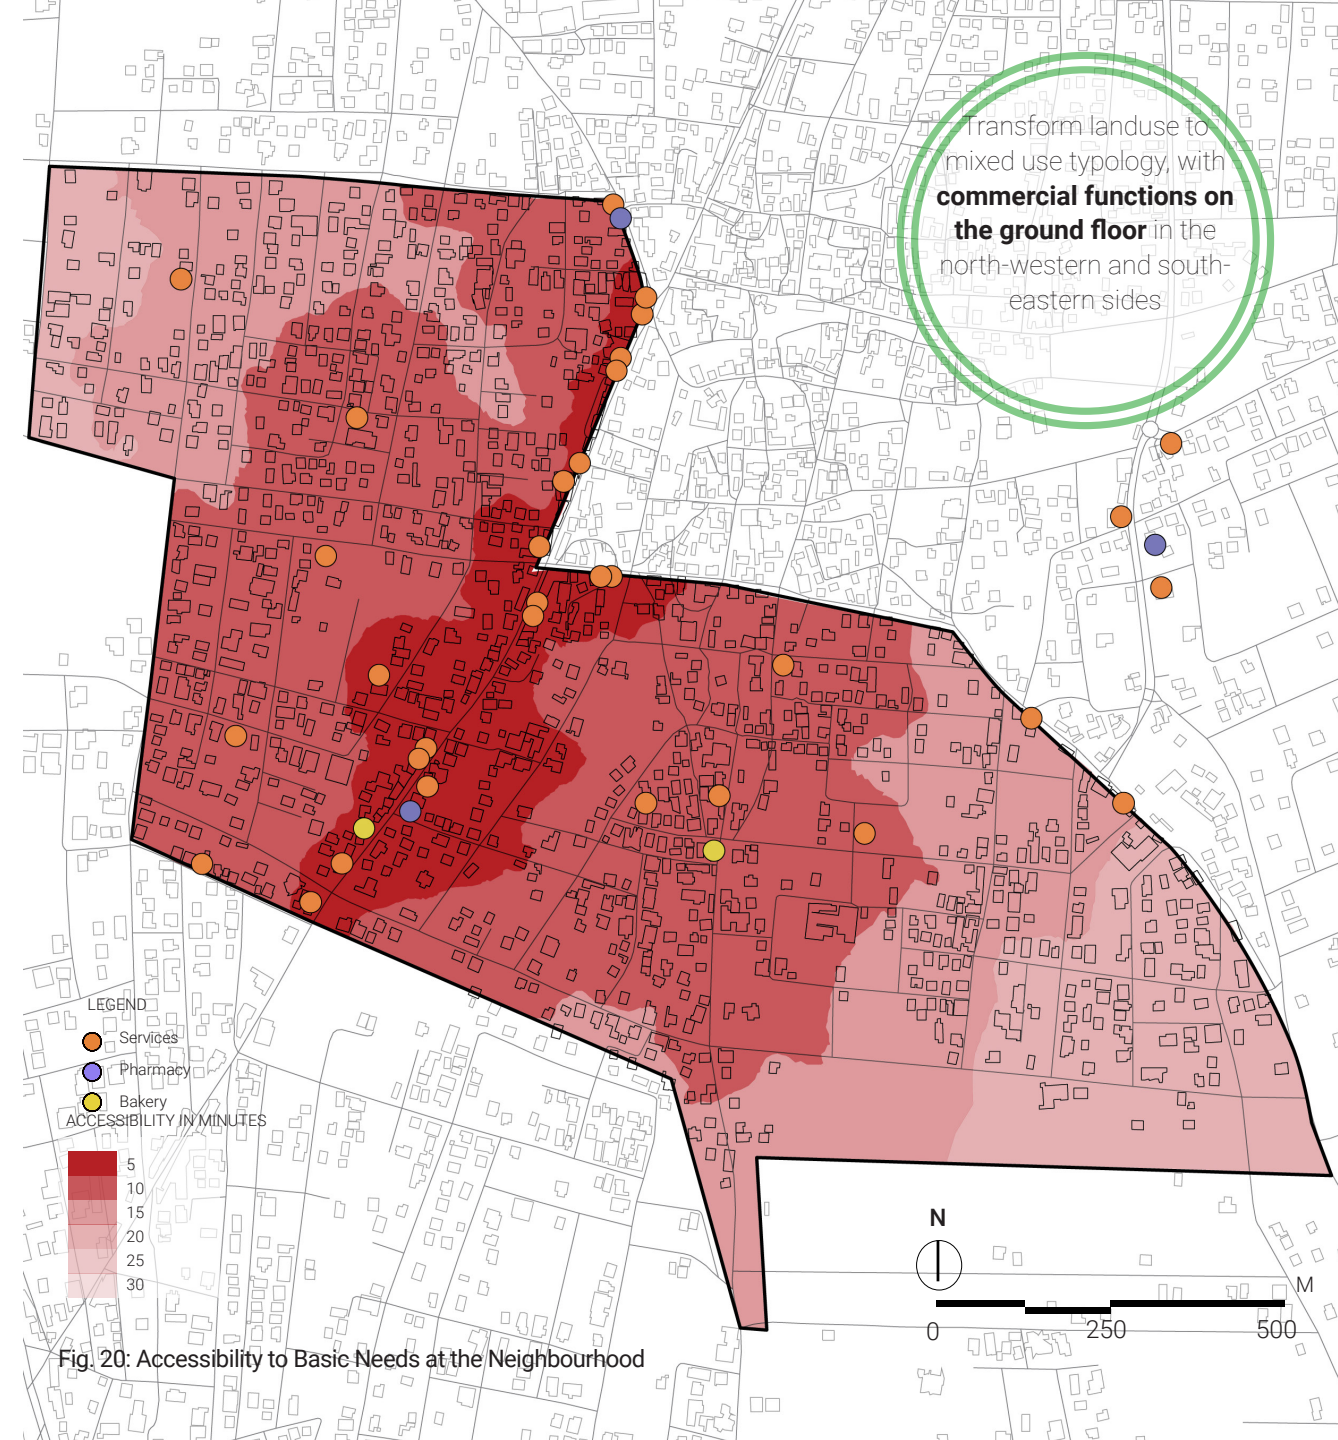 Transform landuse to
mixed use typology, with
commercial functions on
the ground floor in the
north-western and south-
eastern sides
LEGEND
Services
Pharmacy
Bakery
ACCESSIBILITY IN MINUTES
5
10
15
20
25
30
N
M
0 250 500
Fig. 20: Accessibility to Basic Needs at the Neighbourhood